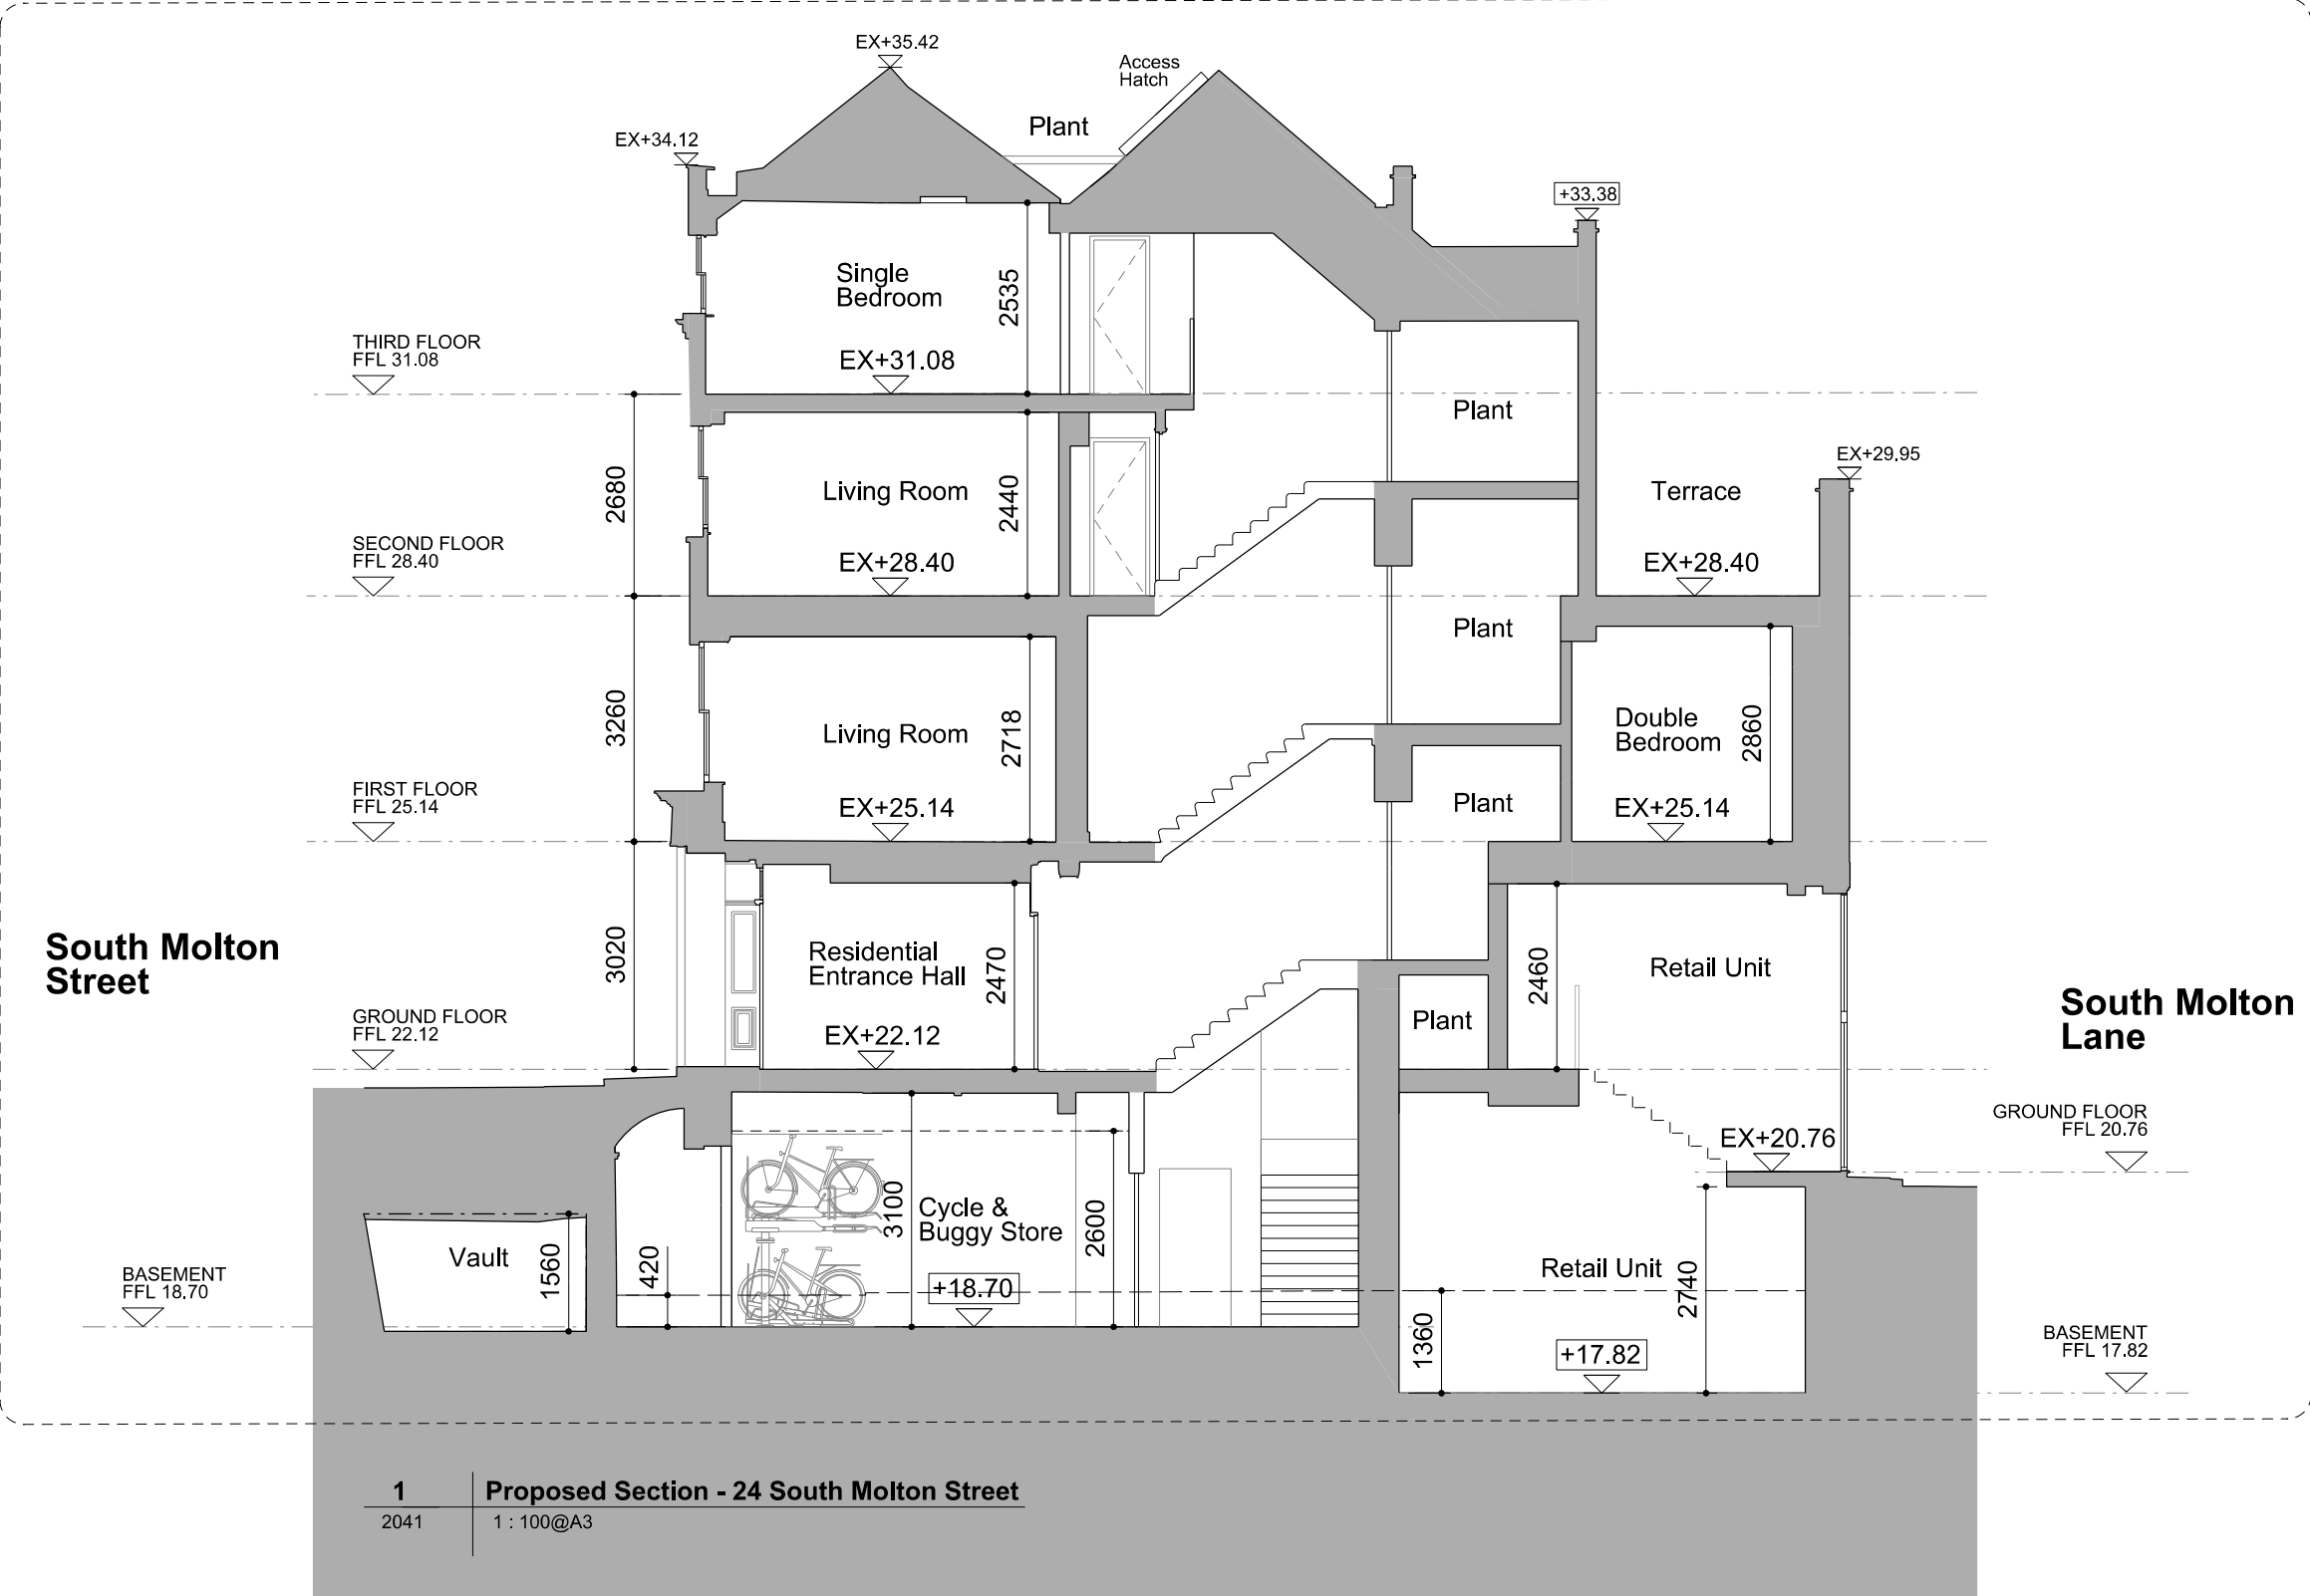 EX+35.42
Access
Hatch
Plant
EX+34.12
+33.38
Single
Bedroom
2535
THIRD FLOOR
FFL 31.08
EX+31.08
Plant
EX+29.95
2680
Living Room
2440
Terrace
SECOND FLOOR
FFL 28.40
EX+28.40
EX+28.40
Plant
3260
Living Room
2718
Double
Bedroom
2860
FIRST FLOOR
FFL 25.14
EX+25.14
Plant
EX+25.14
South Molton
Street
3020
Residential
Entrance Hall
2470
2460
Retail Unit
South Molton
Lane
GROUND FLOOR
FFL 22.12
EX+22.12
Plant
GROUND FLOOR
FFL 20.76
EX+20.76
3100
Cycle &
Buggy Store
2600
Vault
1560
420
Retail Unit
2740
BASEMENT
FFL 18.70
+18.70
1360
+17.82
BASEMENT
FFL 17.82
1
Proposed Section - 24 South Molton Street
2041
1 : 100@A3